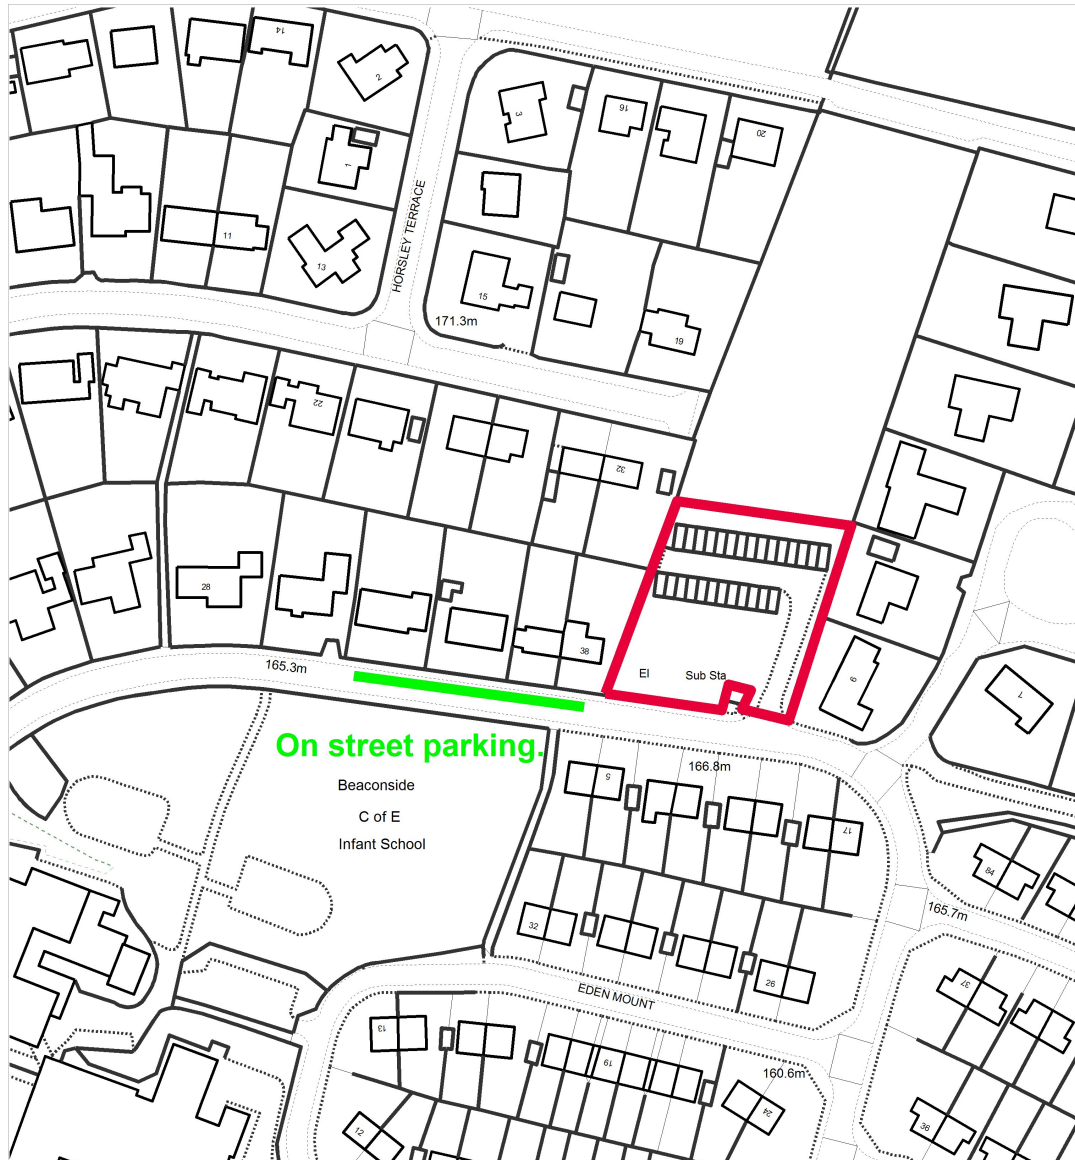 14
2
3
16
20
1
11
13
HORSLEY TERRACE
15
171.3m
19
22
32
28
38
El Sub Sta
9
1
165.3m
On street parking.
166.8m
Beaconside
C of E
Infant School
5
17
84
165.7m
32
26
EDEN MOUNT
37
13
19
160.6m
24
12
36